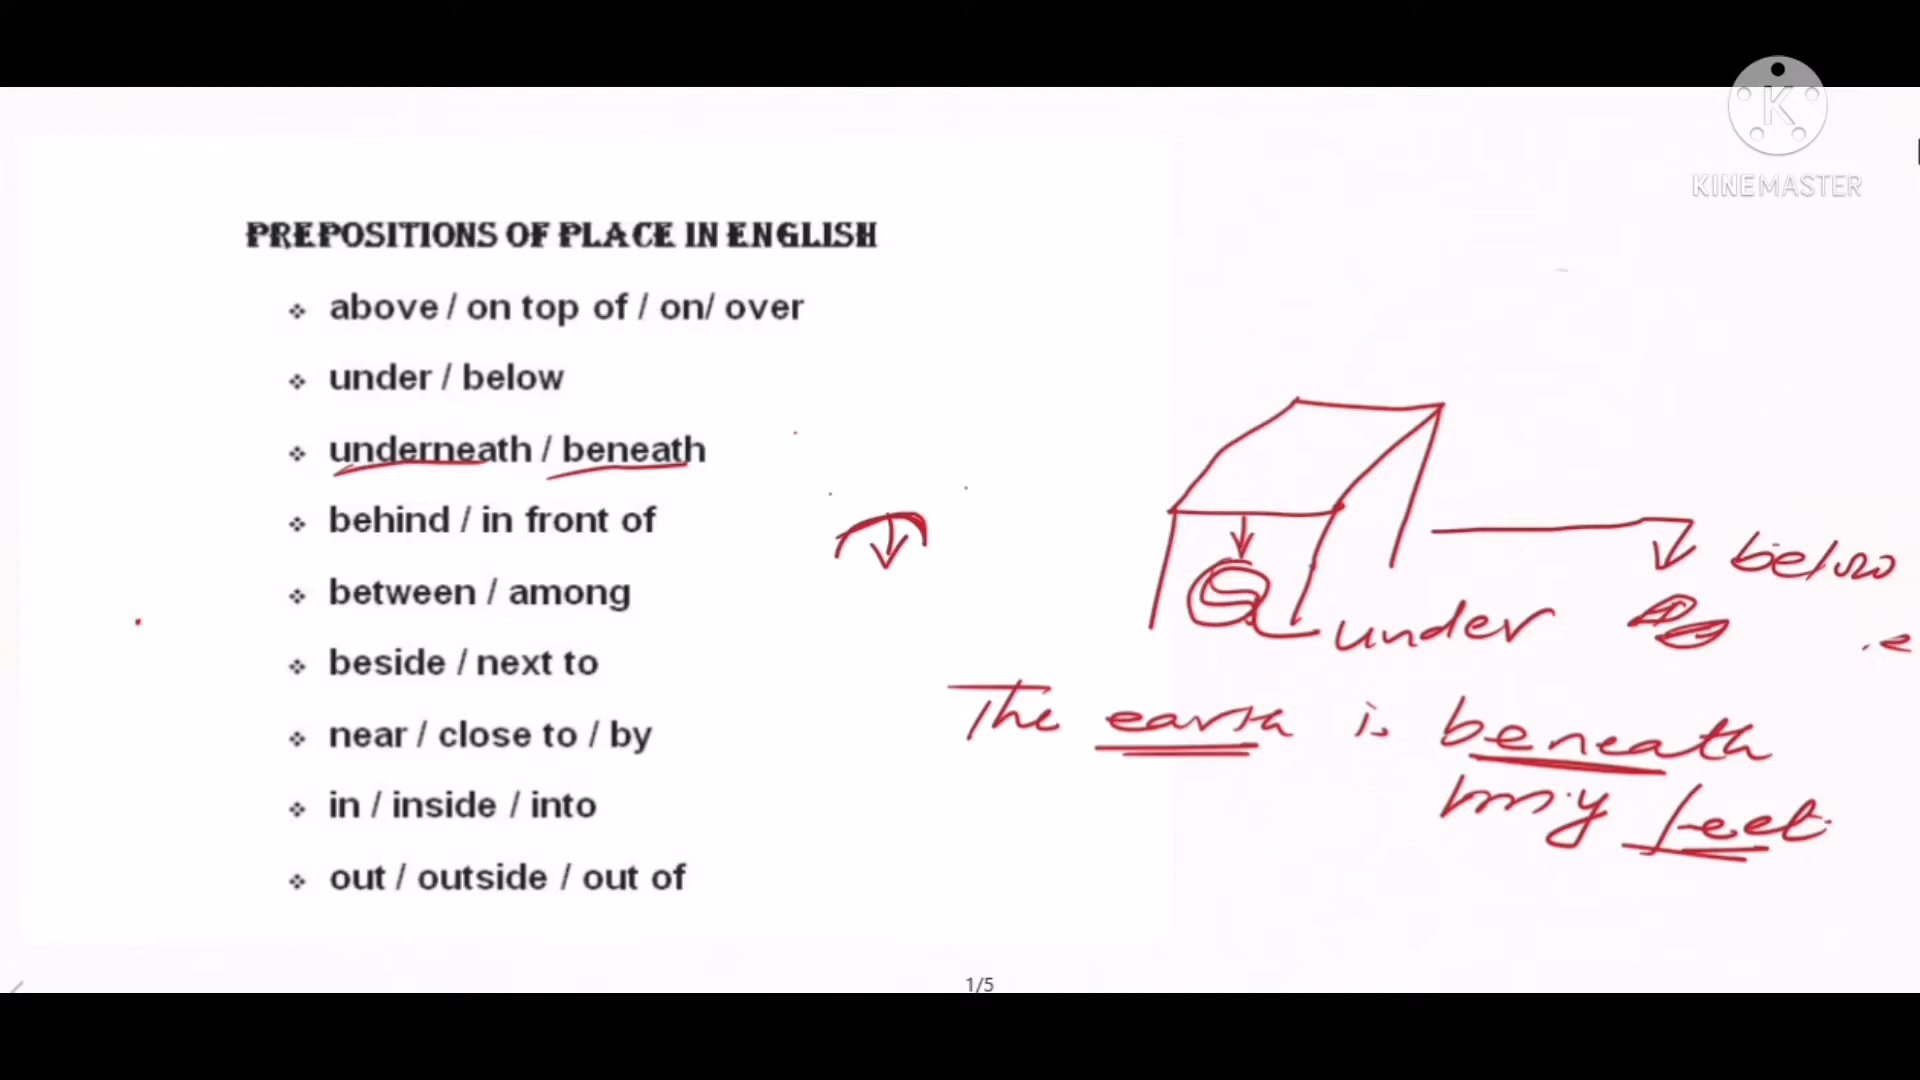 KINEMASTER
PREPOSITIONS OF PLACE IN ENGLISH
above / on top of / on/ over
under / below
underneath / beneath
behind / in front of
between / among
beside / next to
near / close to / by
in / inside / into
out / outside / out of
below
under
The earth is beneath
my feet.
1/5